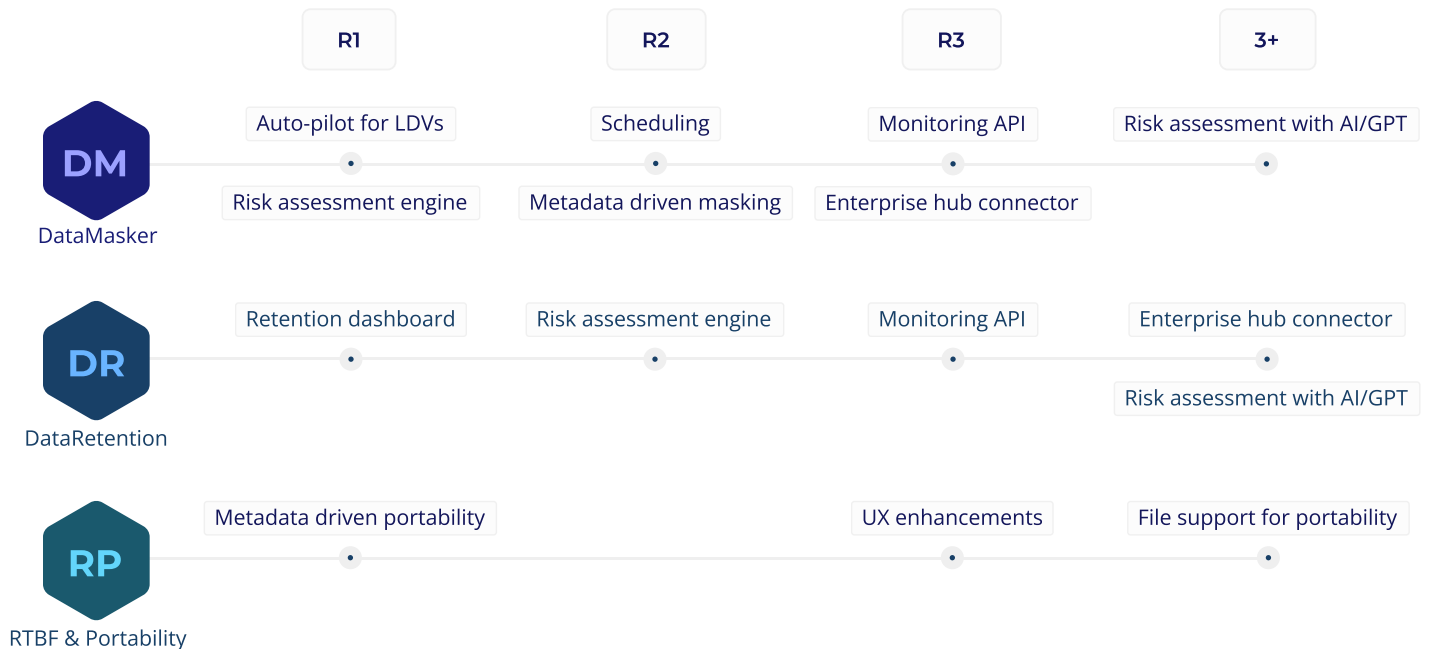 R1
R2
R3
3+
DM
DataMasker
Auto-pilot for LDVs
Scheduling
Monitoring API
Risk assessment with AI/GPT
Risk assessment engine
Metadata driven masking
Enterprise hub connector
DR
DataRetention
Retention dashboard
Risk assessment engine
Monitoring API
Enterprise hub connector
Risk assessment with AI/GPT
RP
RTBF & Portability
Metadata driven portability
UX enhancements
File support for portability